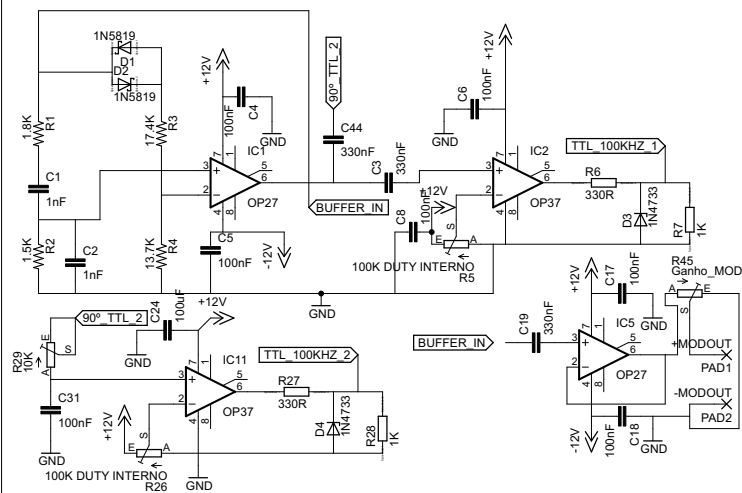 1N5819
D1
D2
1N5819
1.8K
R1
17.4K
R3
C1
1nF
1.5K
R2
C2
1nF
13.7K
R4
+12V
100nF
C4
GND
IC1
7
1
3
+
2
-
5
6
4
8
OP27
C5
100nF
-12V
90º_TTL_2
C44
330nF
C3
330nF
BUFFER_IN
GND
+12V
C6
100nF
GND
IC2
7
1
3
+
2
-
5
6
4
8
OP37
+12V
C8
100nF
E
S
A
100K DUTY INTERNO
R5
TTL_100KHZ_1
R6
330R
D3
1N4733
R7
1K
90º_TTL_2
R29
10K
E
S
A
C31
100nF
GND
C24
100uF
+12V
GND
IC11
7
1
3
+
2
-
5
6
4
8
OP37
+12V
E
S
A
100K DUTY INTERNO
R26
GND
TTL_100KHZ_2
R27
330R
D4
1N4733
R28
1K
BUFFER_IN
C19
330nF
+12V
C17
100nF
GND
IC5
7
1
3
+
2
-
5
6
4
8
OP27
-12V
100nF
C18
GND
R45
Ganho_MOD
A
E
S
+MODOUT
PAD1
-MODOUT
PAD2